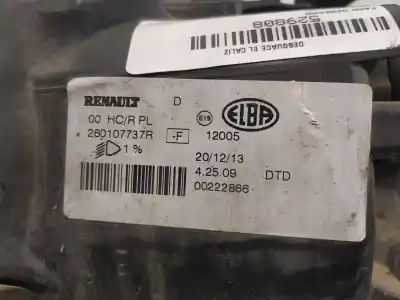 529808
DESGUACE EL CALIZ
RENAULT D E19 ELBA
00 HC/R PL
260107737R -F 12005
1 %
20/12/13
4.25.09 DTD
00222866